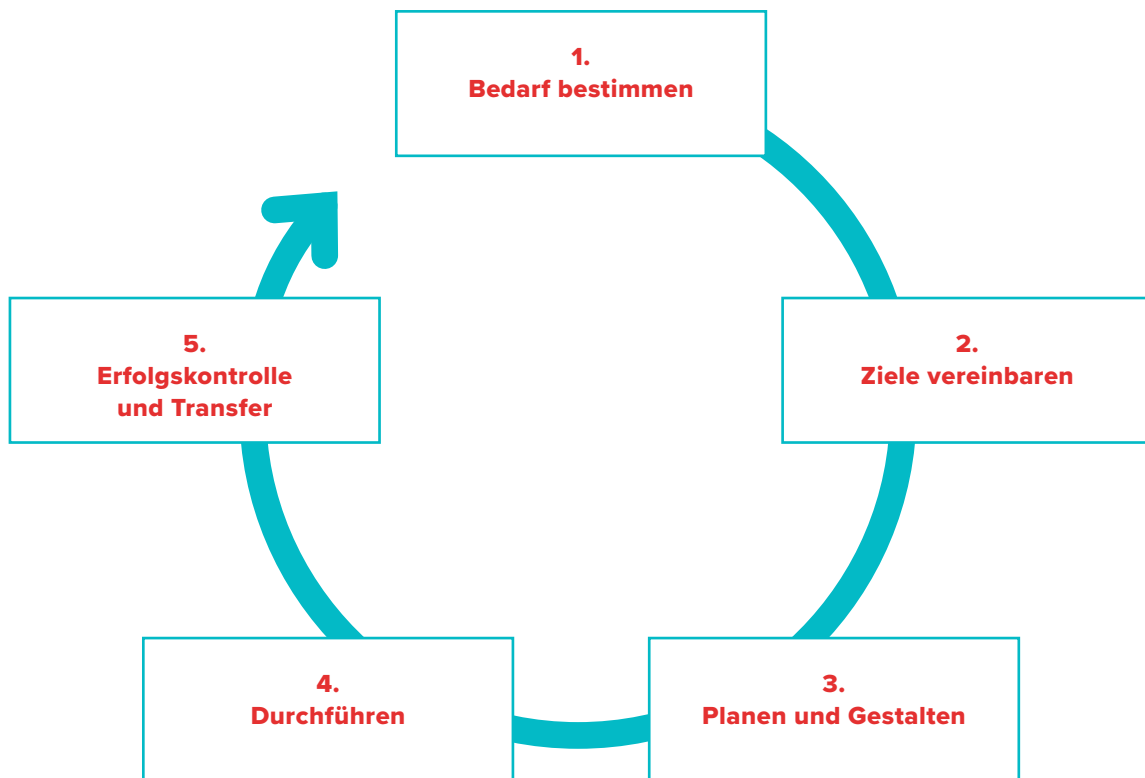 1.
Bedarf bestimmen
2.
Ziele vereinbaren
3.
Planen und Gestalten
4.
Durchführen
5.
Erfolgskontrolle
und Transfer